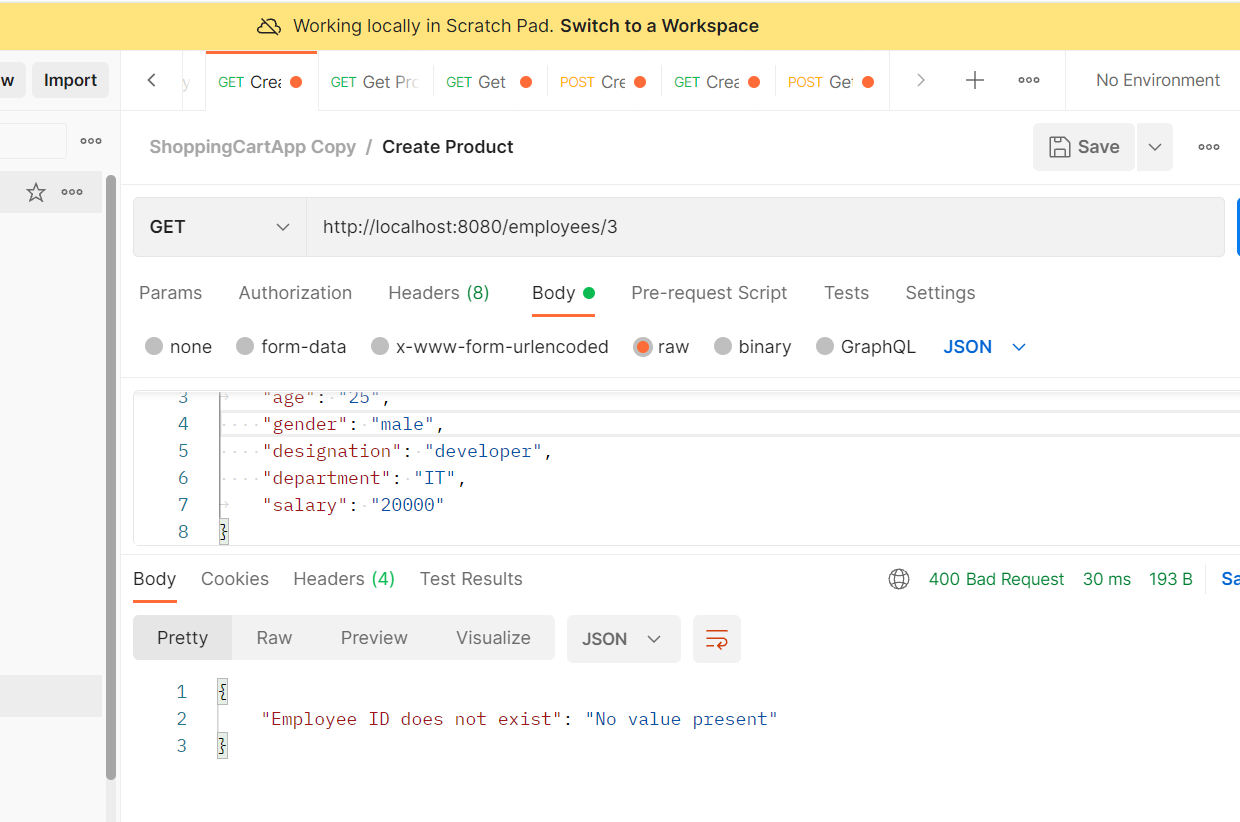 Working locally in Scratch Pad. Switch to a Workspace
w Import GET Crea GET Get Pro GET Get POST Cre GET Crea POST Get No Environment
ShoppingCartApp Copy / Create Product Save
GET http://localhost:8080/employees/3
Params Authorization Headers (8) Body Pre-request Script Tests Settings
none form-data x-www-form-urlencoded raw binary GraphQL JSON
3 "age": "25",
4 "gender": "male",
5 "designation": "developer",
6 "department": "IT",
7 "salary": "20000"
8 }
Body Cookies Headers (4) Test Results 400 Bad Request 30 ms 193 B Sa
Pretty Raw Preview Visualize JSON
1 {
2 "Employee ID does not exist": "No value present"
3 }